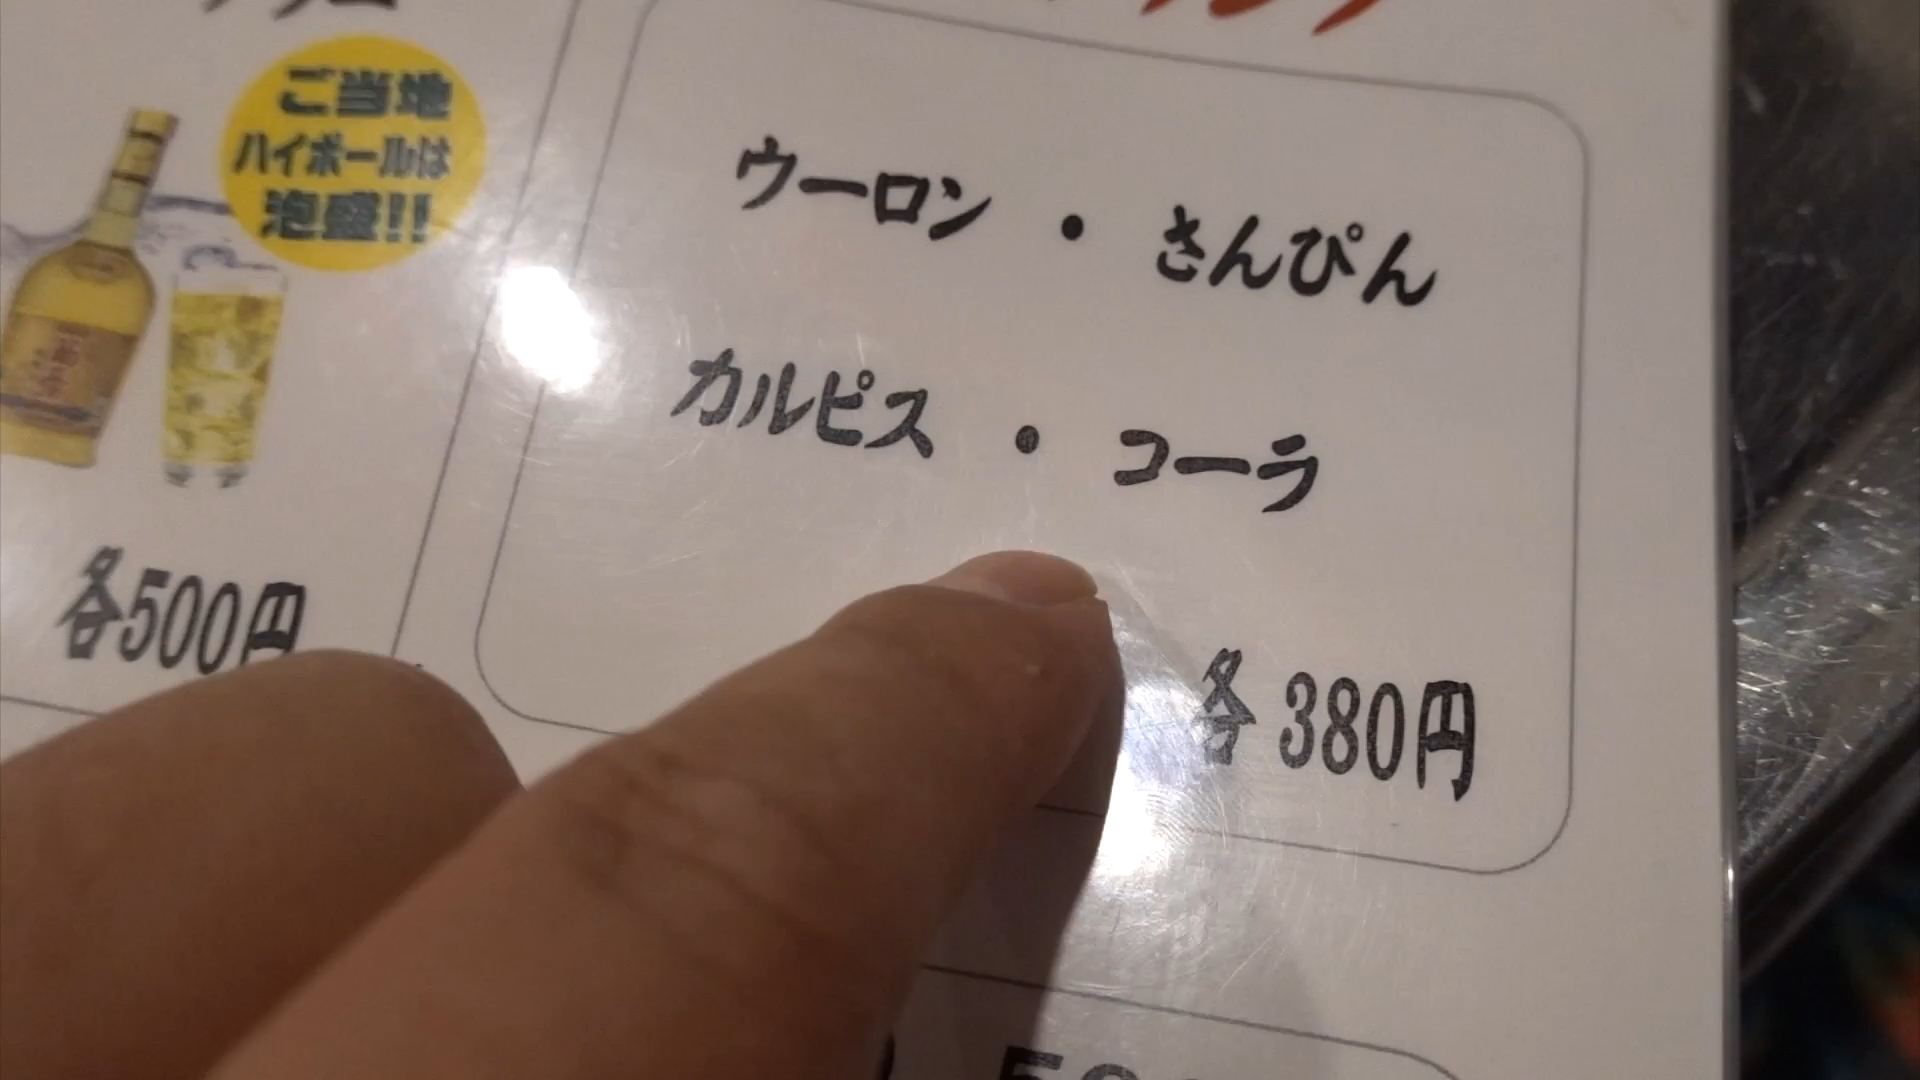 ご当地
ハイボールは
泡盛!!
各500円
ウーロン・さんぴん
カルピス・コーラ
各380円